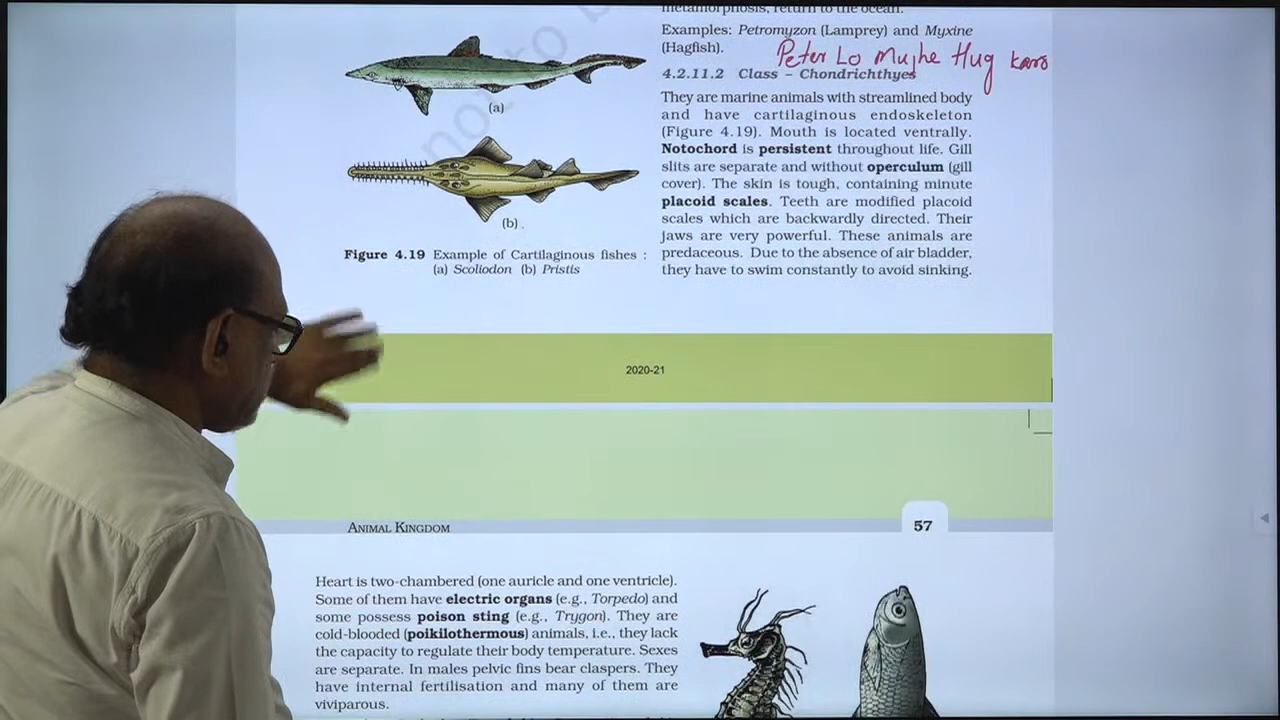 metamorphosis, return to the ocean.
Examples: Petromyzon (Lamprey) and Myxine
(Hagfish).
Peter Lo Mujhe Hug karo
4.2.11.2 Class – Chondrichthyes
They are marine animals with streamlined body
and have cartilaginous endoskeleton
(Figure 4.19). Mouth is located ventrally.
Notochord is persistent throughout life. Gill
slits are separate and without operculum (gill
cover). The skin is tough, containing minute
placoid scales. Teeth are modified placoid
scales which are backwardly directed. Their
jaws are very powerful. These animals are
predaceous. Due to the absence of air bladder,
they have to swim constantly to avoid sinking.
(a)
(b) .
Figure 4.19 Example of Cartilaginous fishes :
(a) Scoliodon (b) Pristis
not to b
2020-21
ANIMAL KINGDOM
57
Heart is two-chambered (one auricle and one ventricle).
Some of them have electric organs (e.g., Torpedo) and
some possess poison sting (e.g., Trygon). They are
cold-blooded (poikilothermous) animals, i.e., they lack
the capacity to regulate their body temperature. Sexes
are separate. In males pelvic fins bear claspers. They
have internal fertilisation and many of them are
viviparous.